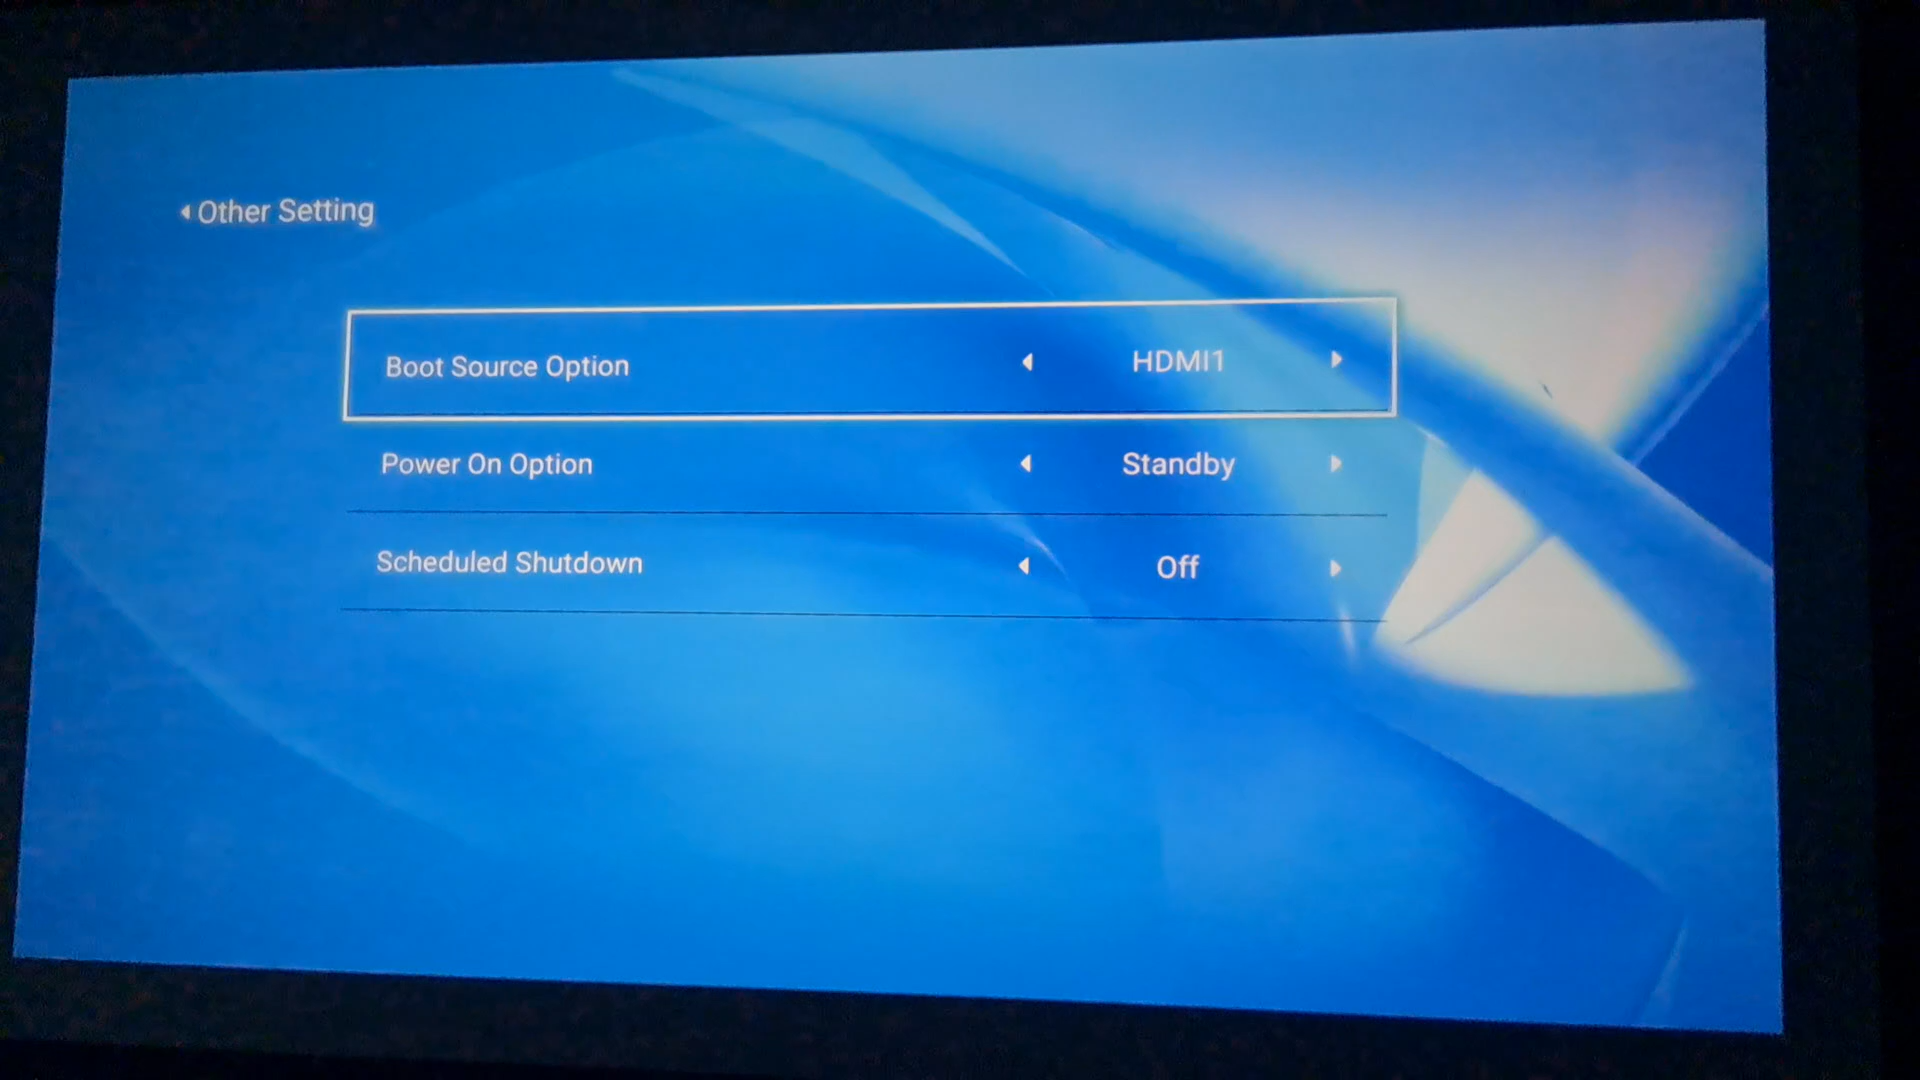 Other Setting
Boot Source Option HDMI1
Power On Option Standby
Scheduled Shutdown Off